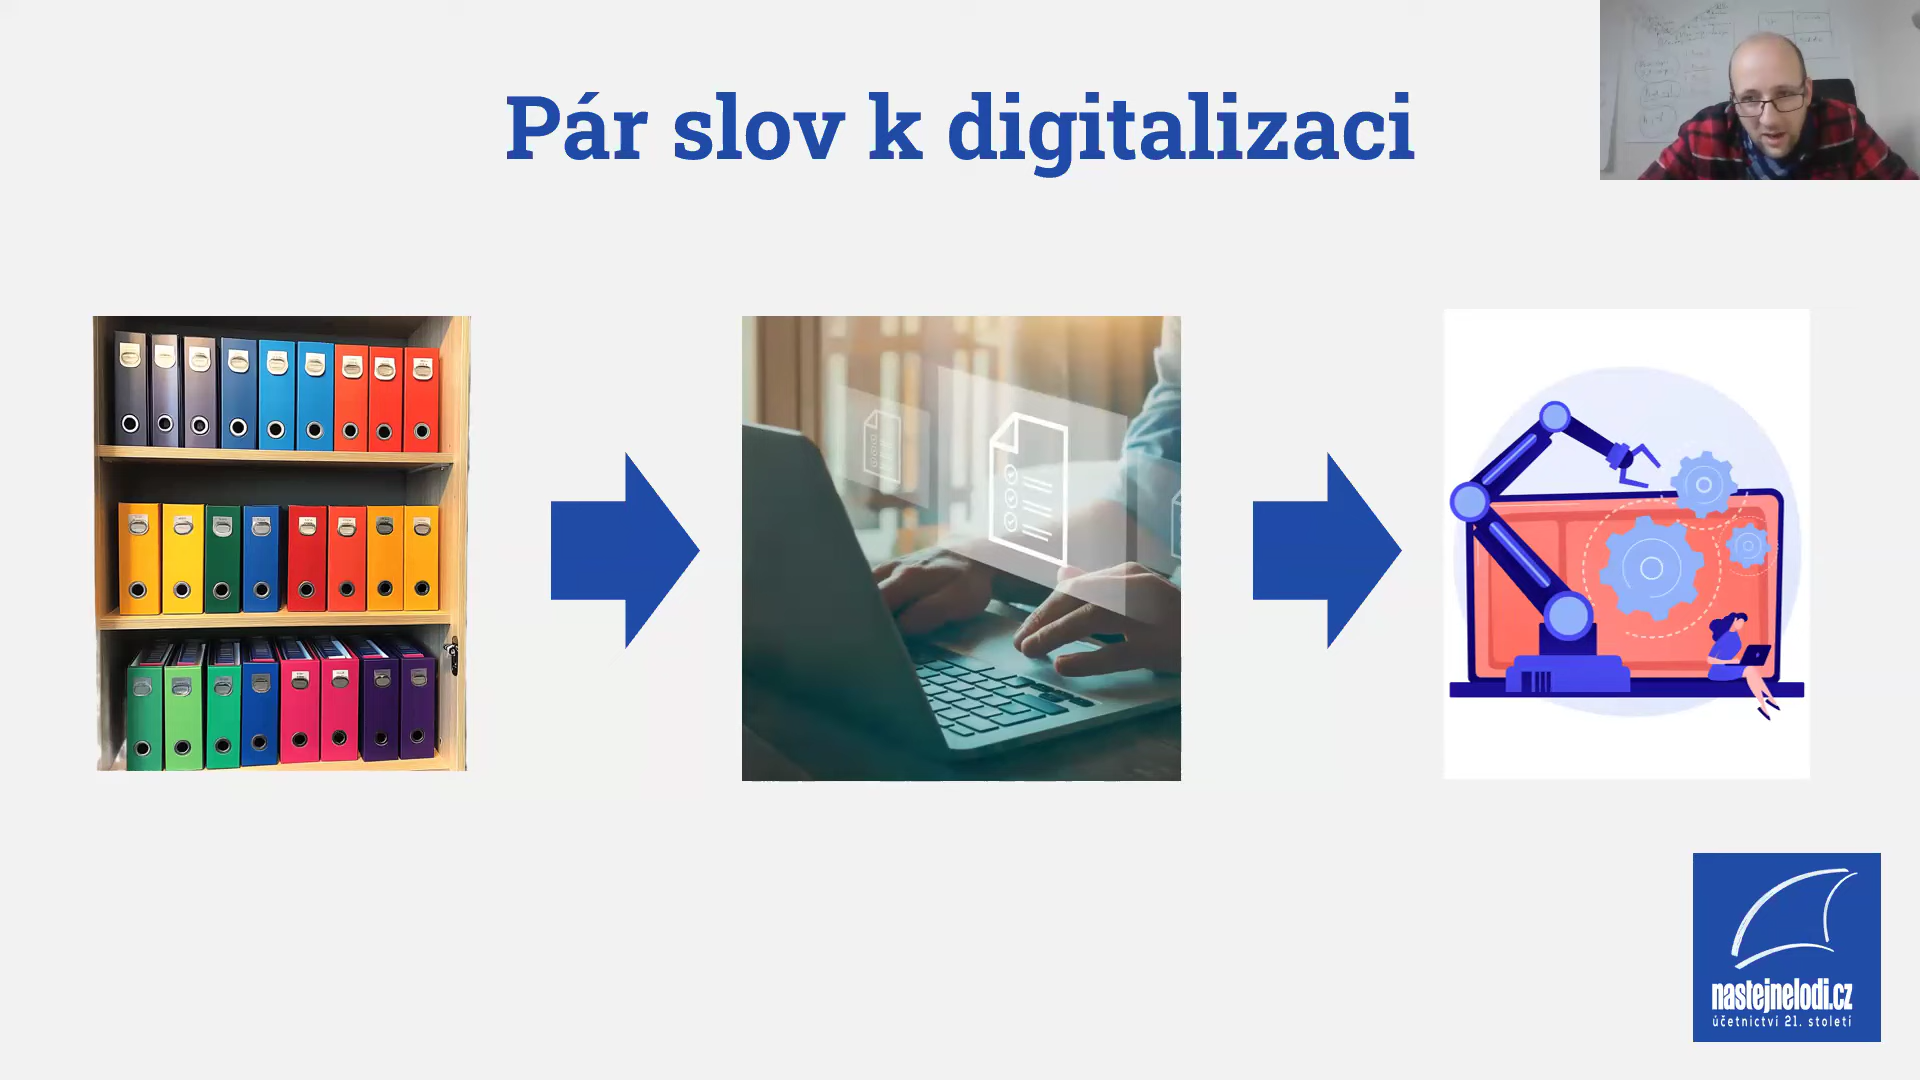 Pár slov k digitalizaci
nastejnelodi.cz
účetnictví 21. století